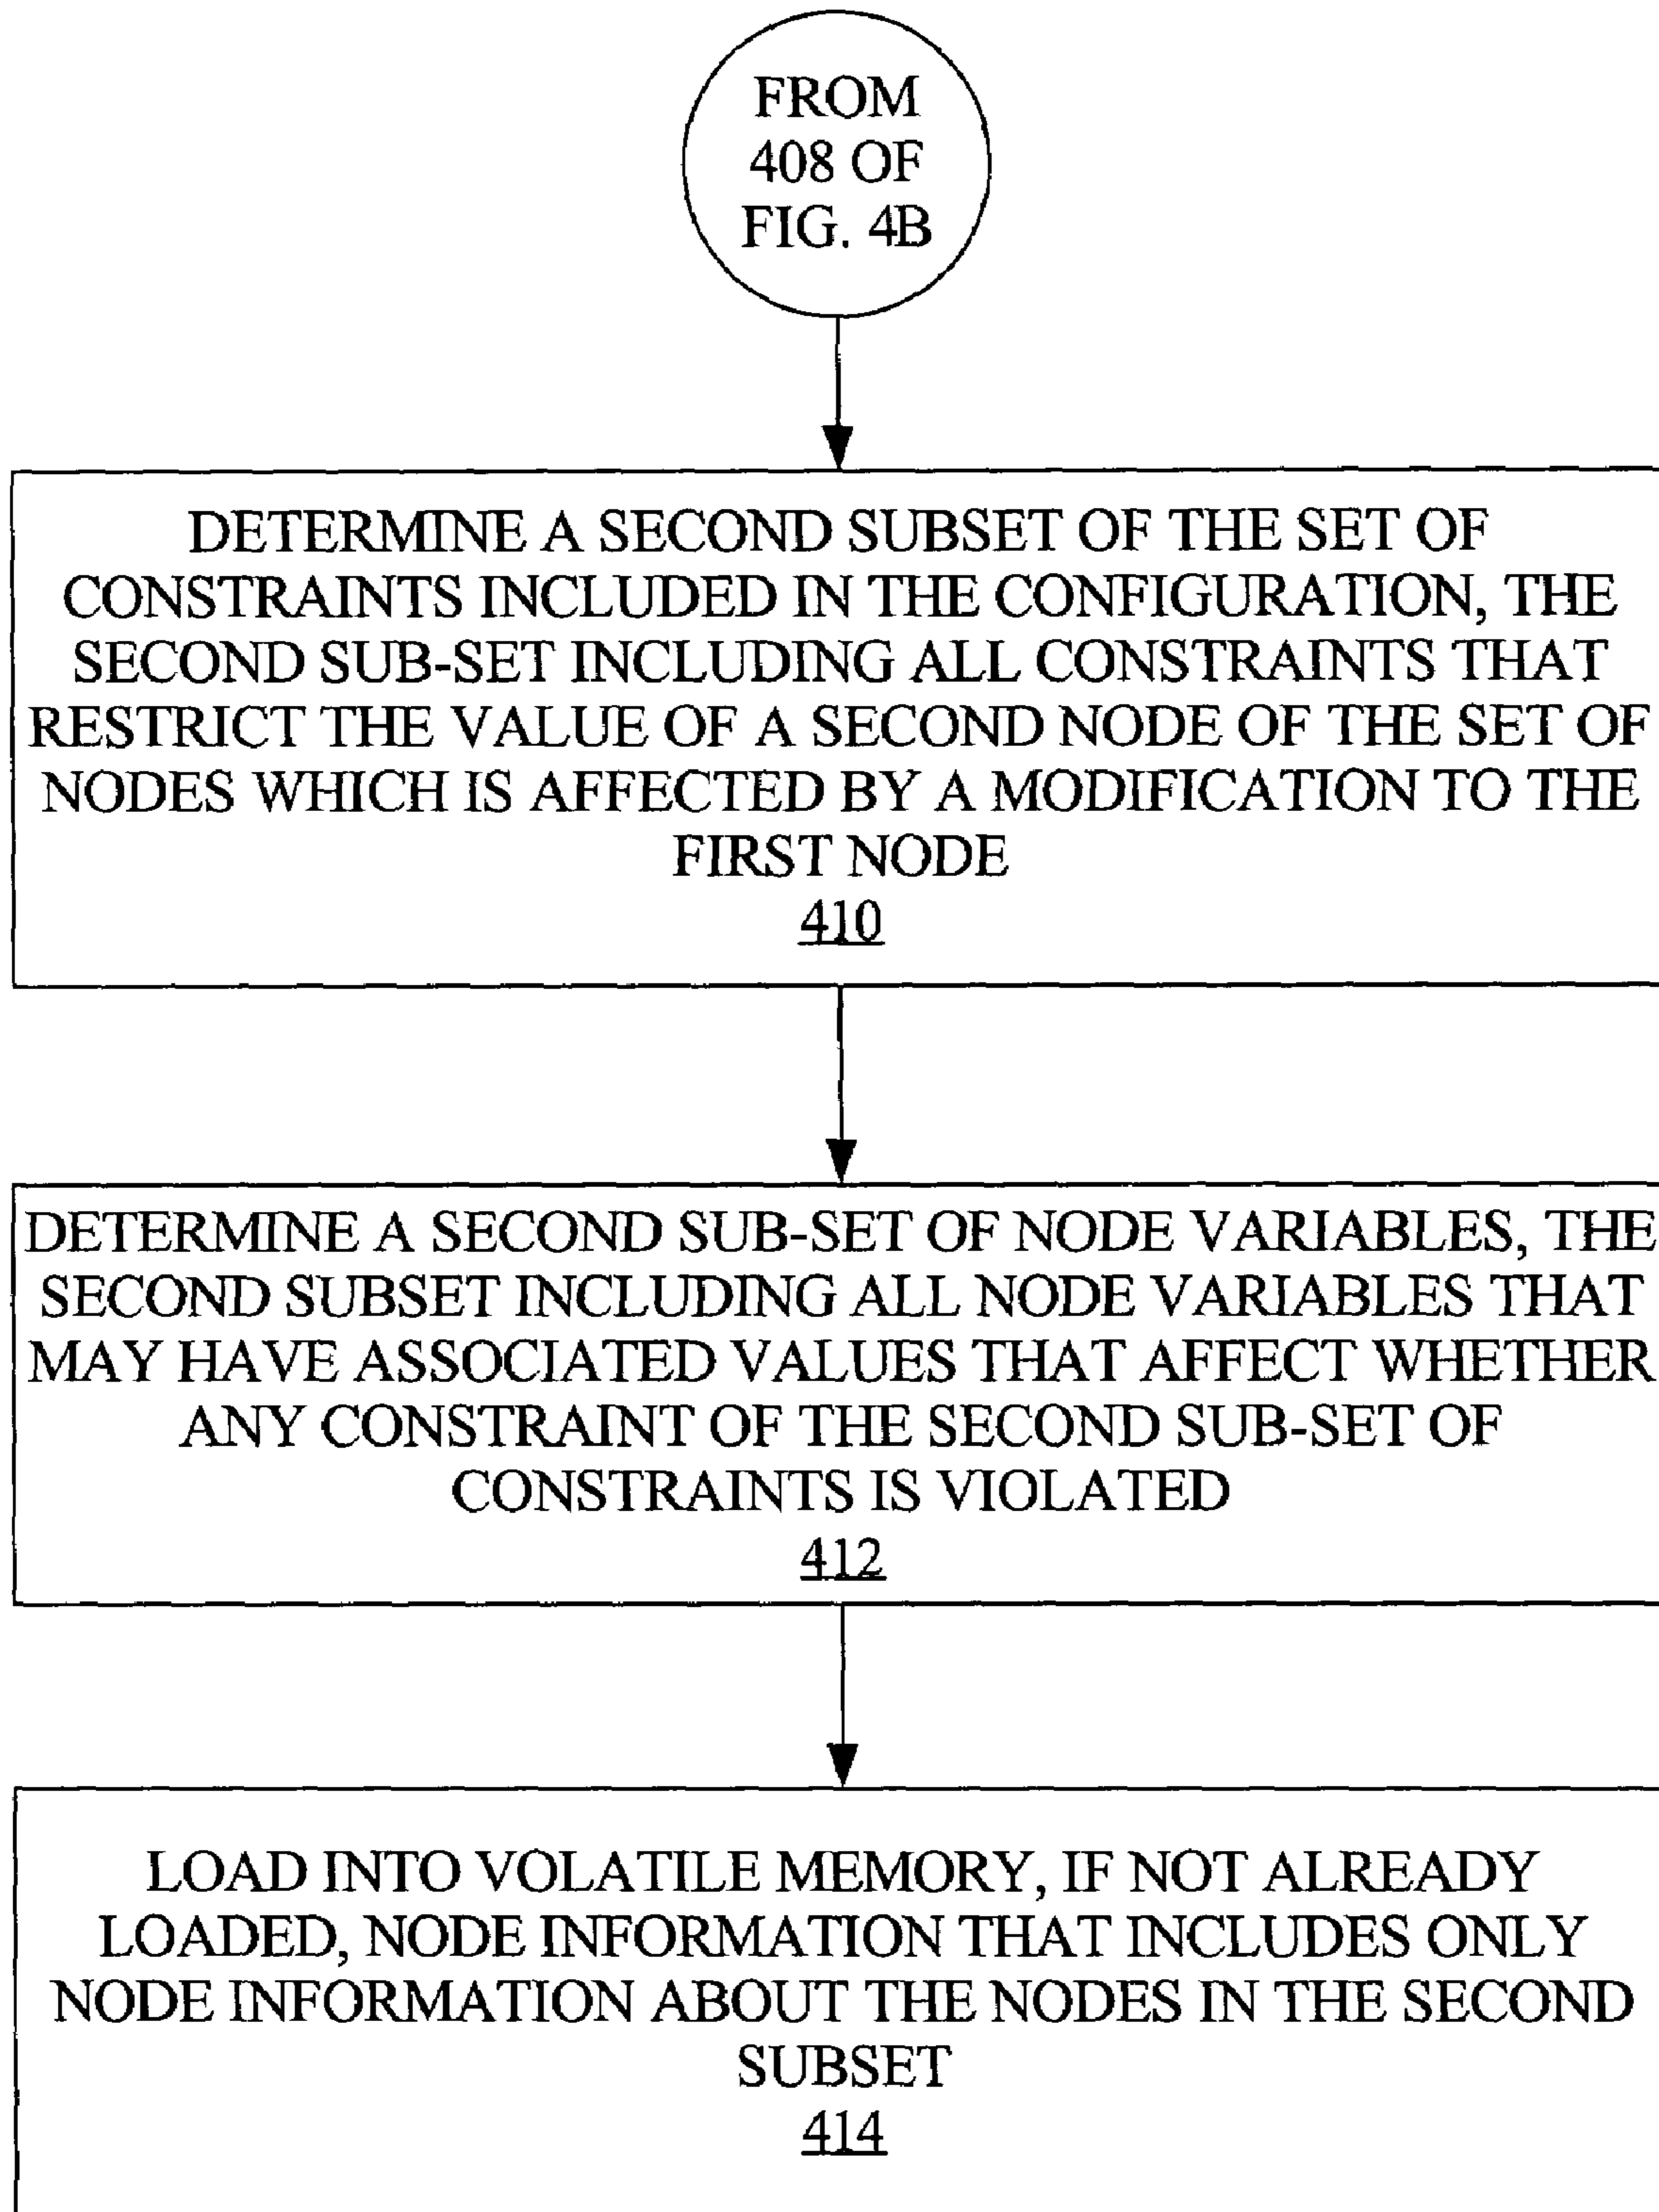 FROM
408 OF
FIG. 4B
DETERMINE A SECOND SUBSET OF THE SET OF
CONSTRAINTS INCLUDED IN THE CONFIGURATION, THE
SECOND SUB-SET INCLUDING ALL CONSTRAINTS THAT
RESTRICT THE VALUE OF A SECOND NODE OF THE SET OF
NODES WHICH IS AFFECTED BY A MODIFICATION TO THE
FIRST NODE
410
DETERMINE A SECOND SUB-SET OF NODE VARIABLES, THE
SECOND SUBSET INCLUDING ALL NODE VARIABLES THAT
MAY HAVE ASSOCIATED VALUES THAT AFFECT WHETHER
ANY CONSTRAINT OF THE SECOND SUB-SET OF
CONSTRAINTS IS VIOLATED
412
LOAD INTO VOLATILE MEMORY, IF NOT ALREADY
LOADED, NODE INFORMATION THAT INCLUDES ONLY
NODE INFORMATION ABOUT THE NODES IN THE SECOND
SUBSET
414